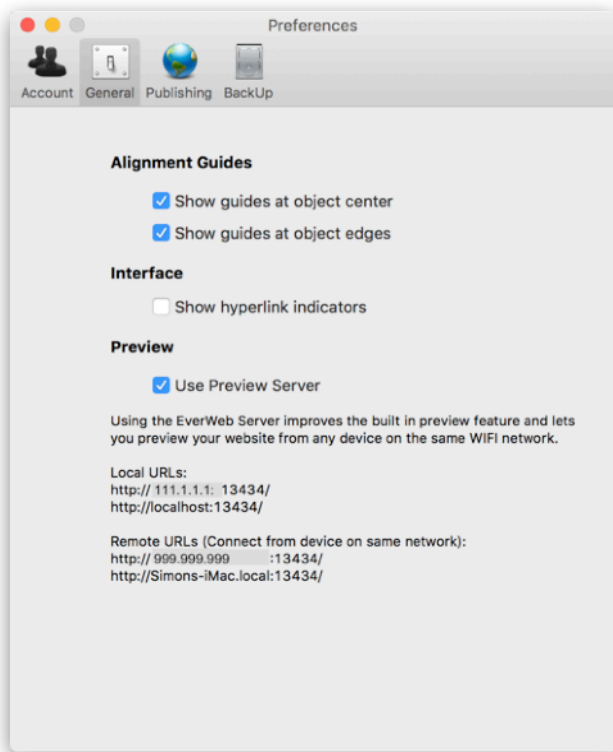 Preferences
Account General Publishing BackUp
Alignment Guides
Show guides at object center
Show guides at object edges
Interface
Show hyperlink indicators
Preview
Use Preview Server
Using the EverWeb Server improves the built in preview feature and lets
you preview your website from any device on the same WIFI network.
Local URLs:
http:// 111.1.1.1: 13434/
http://localhost:13434/
Remote URLs (Connect from device on same network):
http:// 999.999.999 :13434/
http://Simons-iMac.local:13434/